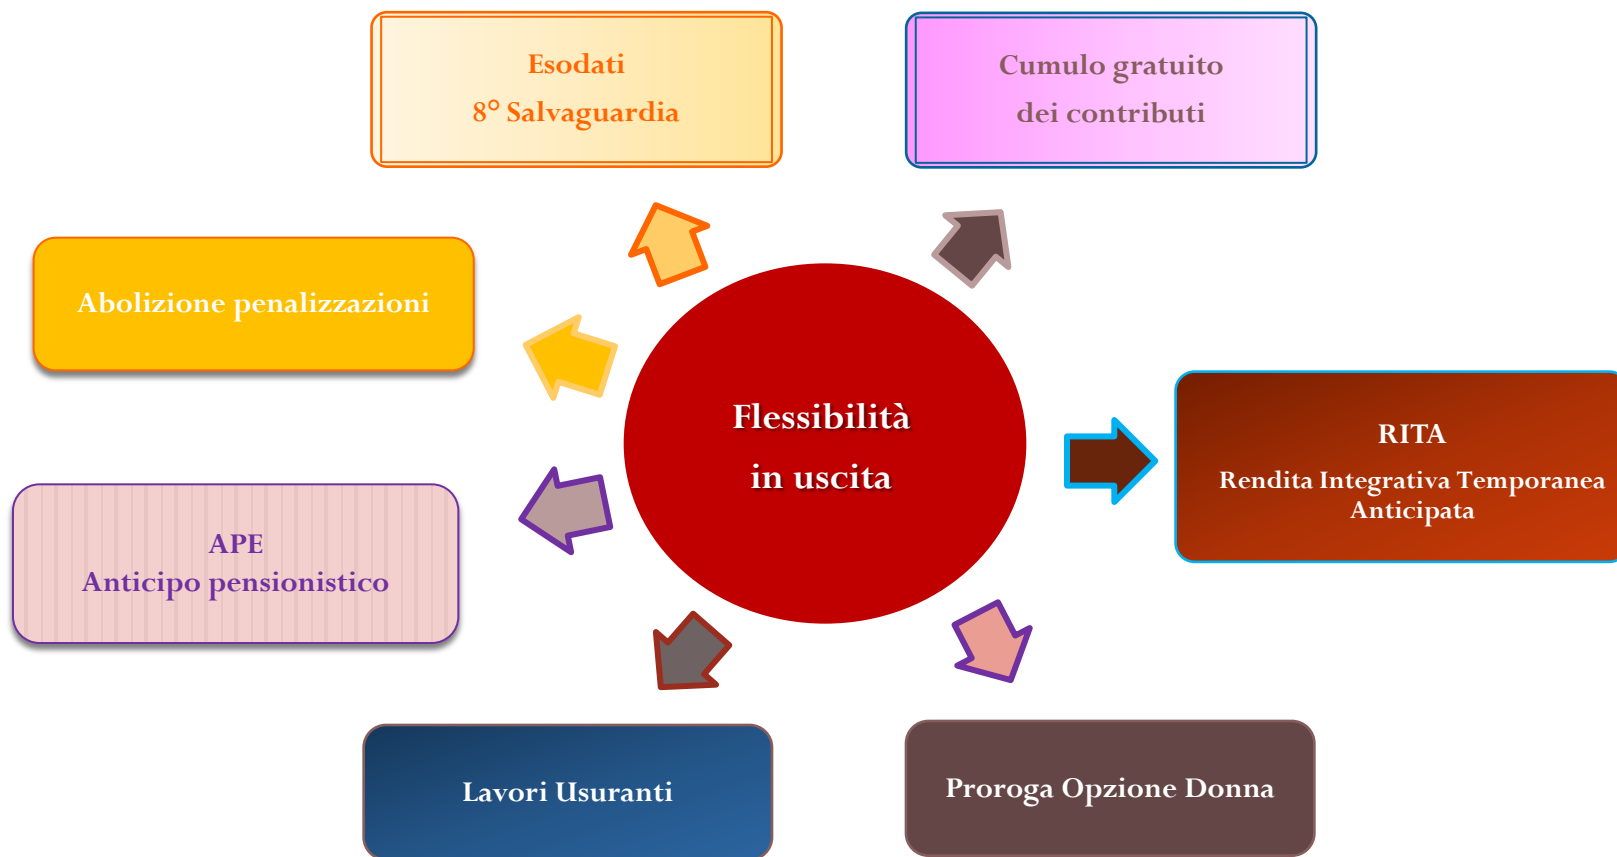 Esodati
8° Salvaguardia
Cumulo gratuito
dei contributi
Abolizione penalizzazioni
Flessibilità
in uscita
RITA
Rendita Integrativa Temporanea
Anticipata
APE
Anticipo pensionistico
Lavori Usuranti
Proroga Opzione Donna